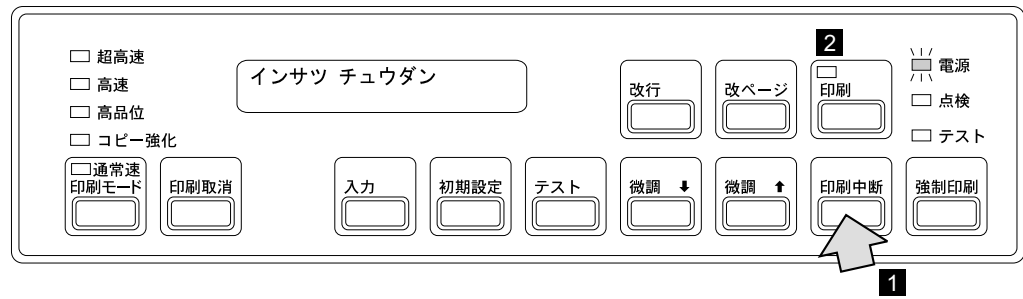 2
超高速
高速
高品位
コピー強化
インサツ チュウダン
改行
改ページ
印刷
電源
点検
テスト
通常速
印刷モード
印刷取消
入力
初期設定
テスト
微調 ⬇
微調 ⬆
印刷中断
強制印刷
1